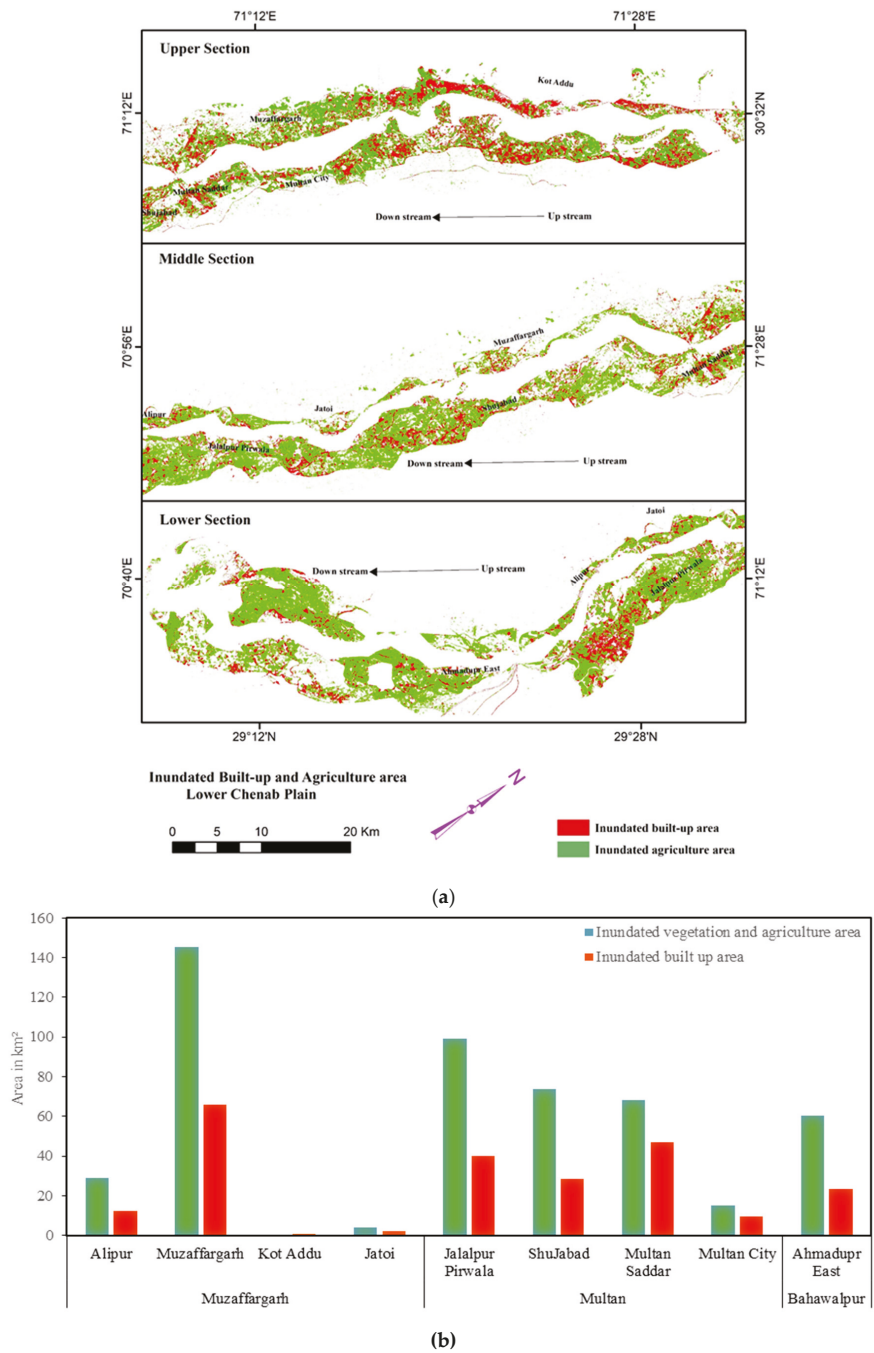 71°12'E 71°28'E
Upper Section
Kot Addu
Muzaffargarh
71°12'E
30°32'N
Multan Saddar
Multan City
Shujabad
Down stream Up stream
Middle Section
Muzaffargarh
70°56'E
71°28'E
Multan Saddar
Alipur
Jatoi
Shujabad
Jalalpur Pirwala
Down stream Up stream
Lower Section
Jatoi
Down stream Up stream
Alipur
70°40'E
71°12'E
Jalalpur Pirwala
Ahmadupr East
29°12'N 29°28'N
Inundated Built-up and Agriculture area
Lower Chenab Plain
N
0 5 10 20 Km
Inundated built-up area
Inundated agriculture area
(a)
160
140
120
100
80
60
40
20
0
Area in km²
Inundated vegetation and agriculture area
Inundated built up area
Alipur Muzaffargarh Kot Addu Jatoi Jalalpur ShuJabad Multan Multan City Ahmadupr
Pirwala Saddar East
Muzaffargarh Multan Bahawalpur
(b)